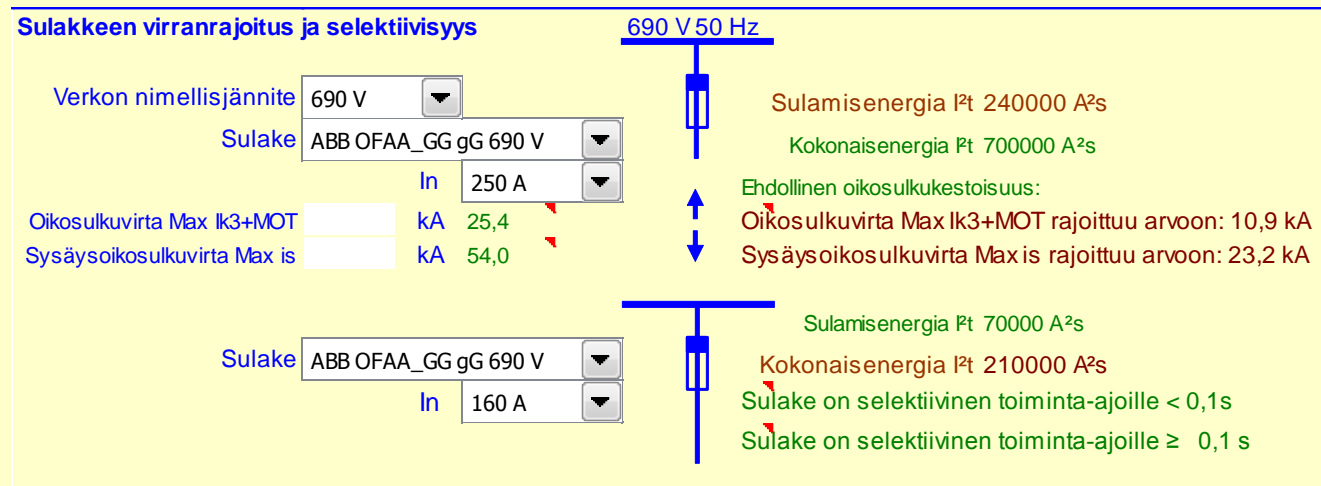 Sulakkeen virranrajoitus ja selektiivisyys
690 V 50 Hz
Verkon nimellisjännite 690 V
Sulamisenergia I²t 240000 A²s
Sulake ABB OFAA_GG gG 690 V
Kokonaisenergia I²t 700000 A²s
In 250 A
Ehdollinen oikosulkukestoisuus:
Oikosulkuvirta Max Ik3+MOT kA 25,4
Oikosulkuvirta Max Ik3+MOT rajoittuu arvoon: 10,9 kA
Sysäysoikosulkuvirta Max is kA 54,0
Sysäysoikosulkuvirta Max is rajoittuu arvoon: 23,2 kA
Sulamisenergia I²t 70000 A²s
Sulake ABB OFAA_GG gG 690 V
Kokonaisenergia I²t 210000 A²s
In 160 A
Sulake on selektiivinen toiminta-ajoille < 0,1s
Sulake on selektiivinen toiminta-ajoille ≥ 0,1 s